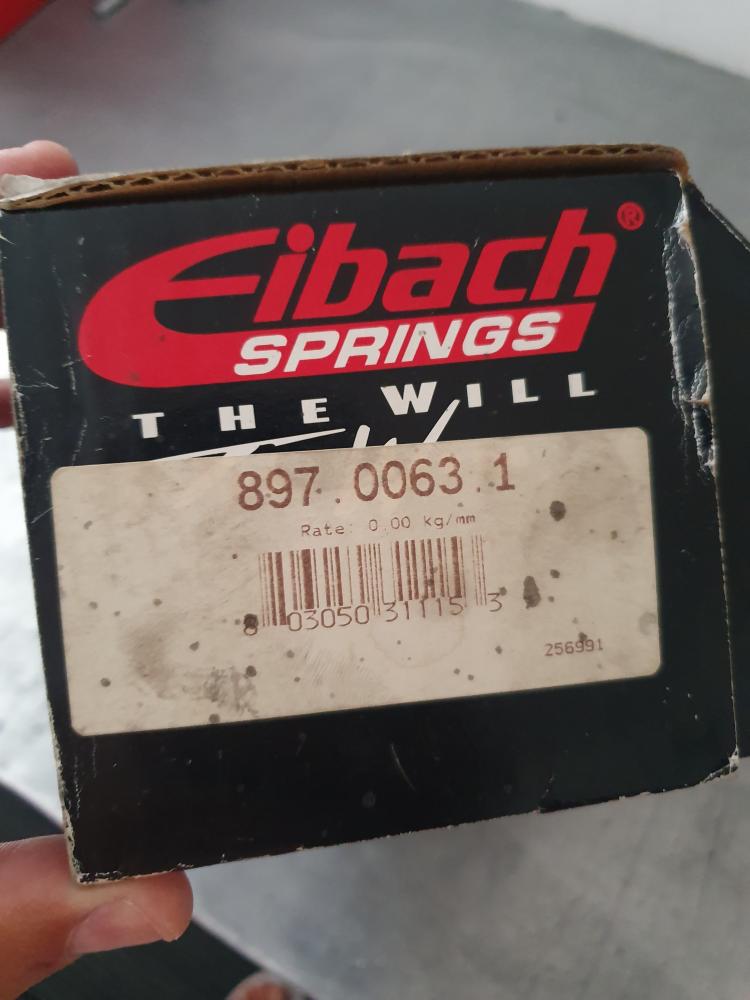 Eibach®
SPRINGS
THE WILL
897.0063.1
Rate: 0.00 kg/mm
8 03050 31115 3
256991